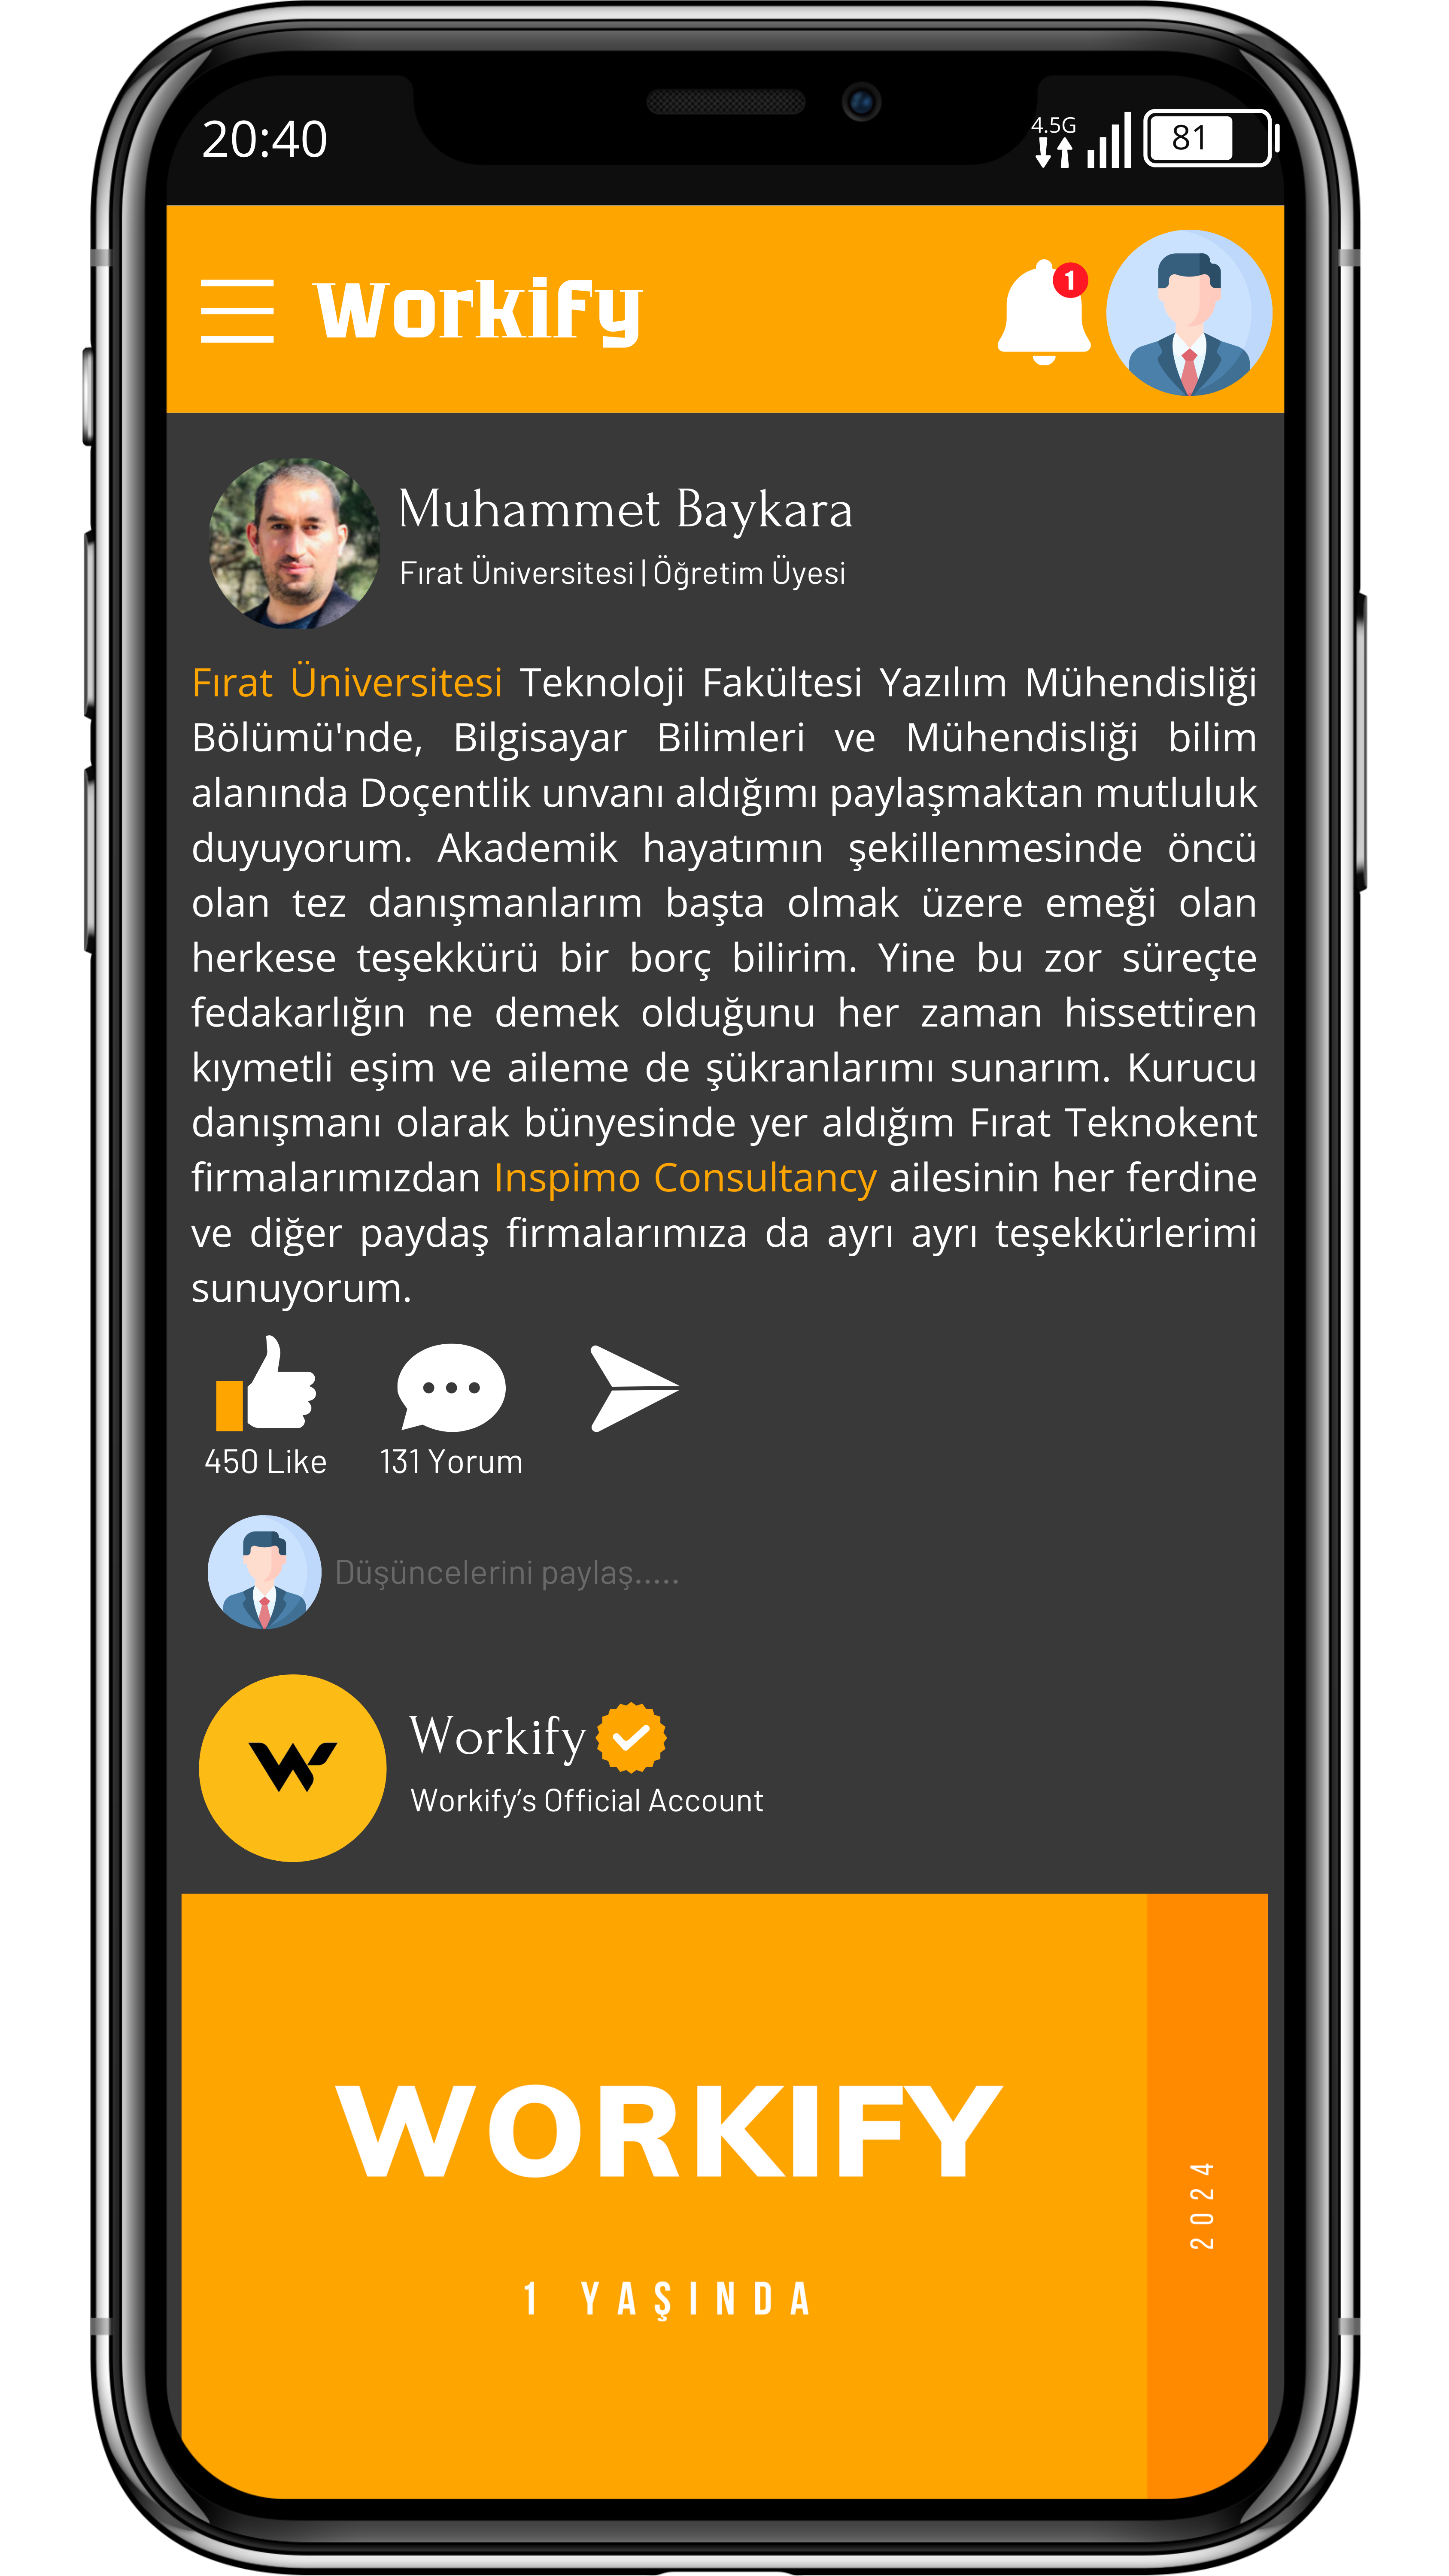 20:40
4.5G
81
Workify
1
Muhammet Baykara
Fırat Üniversitesi | Öğretim Üyesi
Fırat Üniversitesi Teknoloji Fakültesi Yazılım Mühendisliği
Bölümü'nde, Bilgisayar Bilimleri ve Mühendisliği bilim
alanında Doçentlik unvanı aldığımı paylaşmaktan mutluluk
duyuyorum. Akademik hayatımın şekillenmesinde öncü
olan tez danışmanlarım başta olmak üzere emeği olan
herkese teşekkürü bir borç bilirim. Yine bu zor süreçte
fedakarlığın ne demek olduğunu her zaman hissettiren
kıymetli eşim ve aileme de şükranlarımı sunarım. Kurucu
danışmanı olarak bünyesinde yer aldığım Fırat Teknokent
firmalarımızdan Inspimo Consultancy ailesinin her ferdine
ve diğer paydaş firmalarımıza da ayrı ayrı teşekkürlerimi
sunuyorum.
450 Like
131 Yorum
Düşüncelerini paylaş.....
Workify
Workify’s Official Account
WORKIFY
1 YAŞINDA
2024